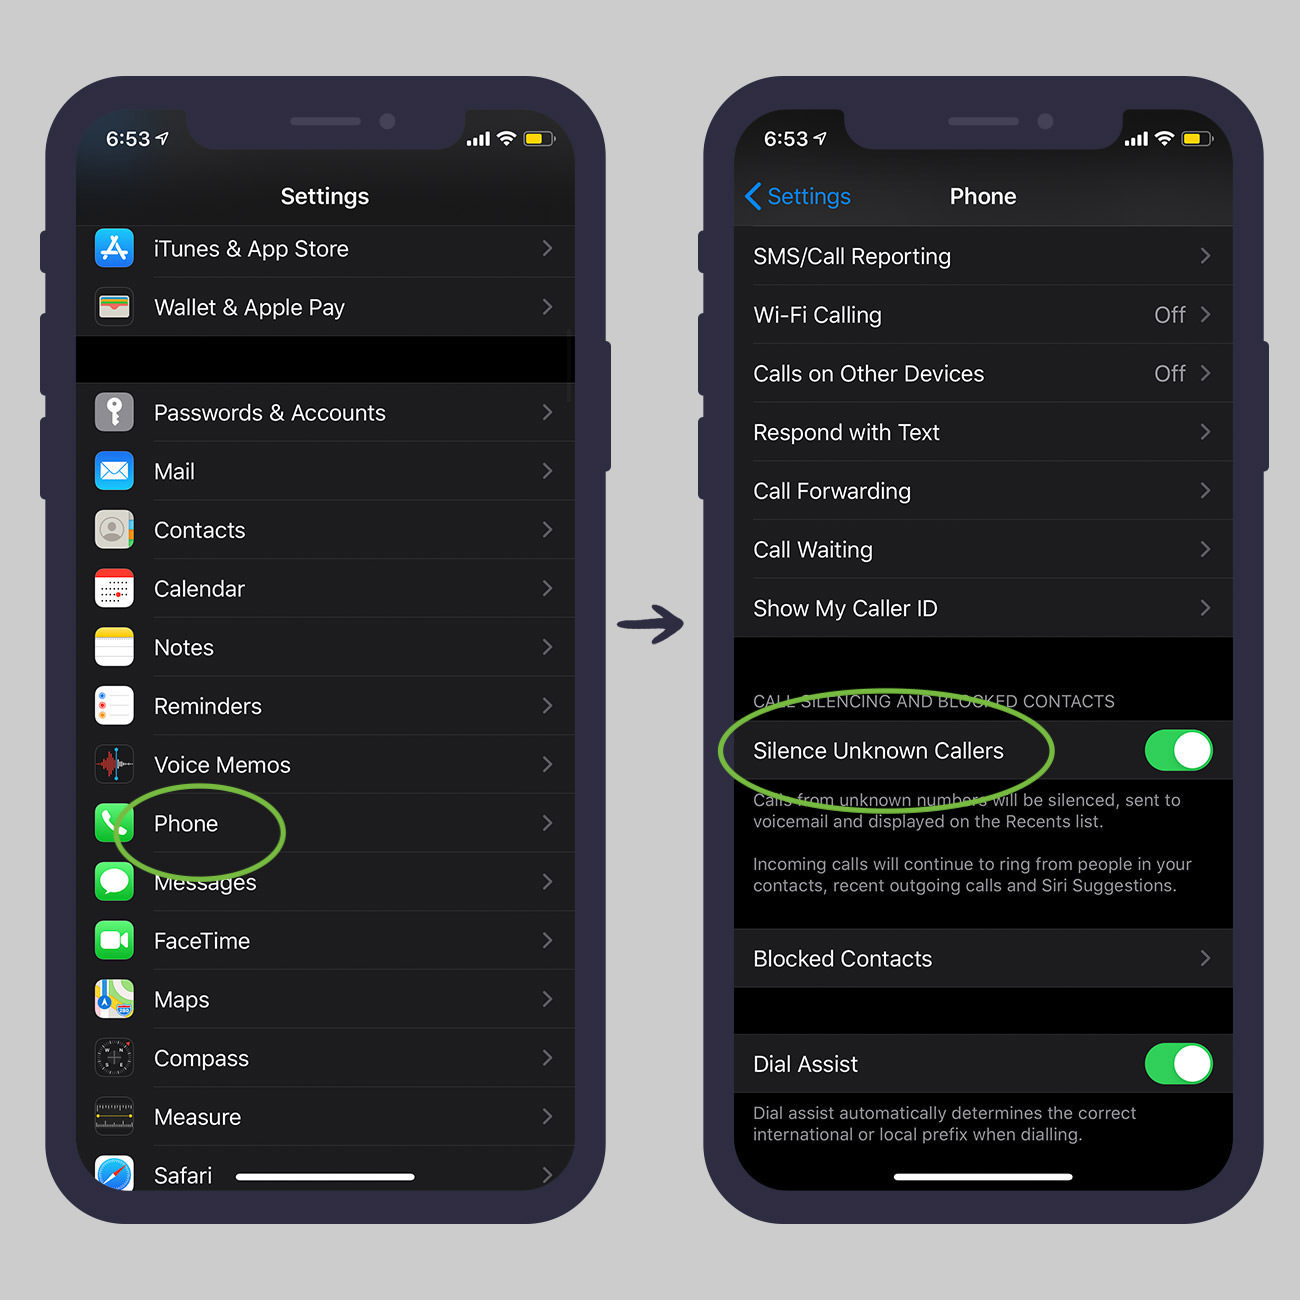 6:53
Settings
iTunes & App Store
Wallet & Apple Pay
Passwords & Accounts
Mail
Contacts
Calendar
Notes
Reminders
Voice Memos
Phone
Messages
FaceTime
Maps
Compass
Measure
Safari
6:53
Settings
Phone
SMS/Call Reporting
Wi-Fi Calling Off
Calls on Other Devices Off
Respond with Text
Call Forwarding
Call Waiting
Show My Caller ID
CALL SILENCING AND BLOCKED CONTACTS
Silence Unknown Callers
Calls from unknown numbers will be silenced, sent to
voicemail and displayed on the Recents list.
Incoming calls will continue to ring from people in your
contacts, recent outgoing calls and Siri Suggestions.
Blocked Contacts
Dial Assist
Dial assist automatically determines the correct
international or local prefix when dialling.